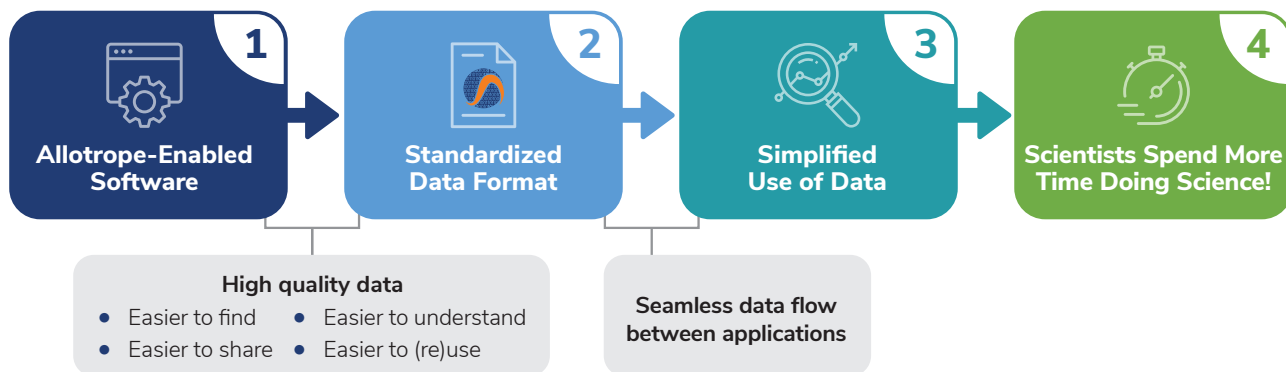 1
Allotrope-Enabled
Software
2
Standardized
Data Format
3
Simplified
Use of Data
4
Scientists Spend More
Time Doing Science!
High quality data
• Easier to find • Easier to understand
• Easier to share • Easier to (re)use
Seamless data flow
between applications